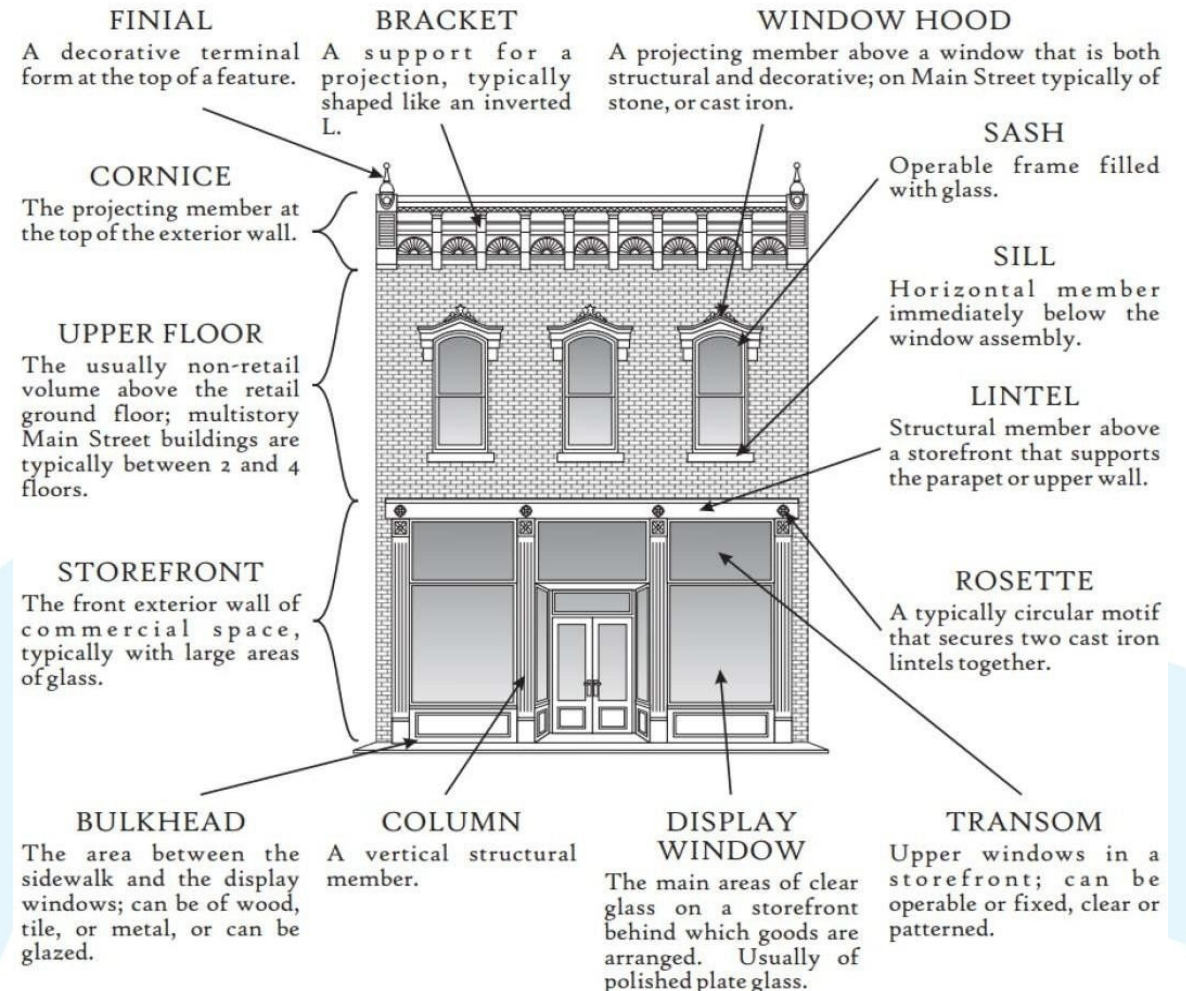 FINIAL
A decorative terminal
form at the top of a feature.
BRACKET
A support for a
projection, typically
shaped like an inverted
L.
WINDOW HOOD
A projecting member above a window that is both
structural and decorative; on Main Street typically of
stone, or cast iron.
SASH
Operable frame filled
with glass.
CORNICE
The projecting member at
the top of the exterior wall.
SILL
Horizontal member
immediately below the
window assembly.
UPPER FLOOR
The usually non-retail
volume above the retail
ground floor; multistory
Main Street buildings are
typically between 2 and 4
floors.
LINTEL
Structural member above
a storefront that supports
the parapet or upper wall.
STOREFRONT
The front exterior wall of
commercial space,
typically with large areas
of glass.
ROSETTE
A typically circular motif
that secures two cast iron
lintels together.
BULKHEAD
The area between the
sidewalk and the display
windows; can be of wood,
tile, or metal, or can be
glazed.
COLUMN
A vertical structural
member.
DISPLAY
WINDOW
The main areas of clear
glass on a storefront
behind which goods are
arranged. Usually of
polished plate glass.
TRANSOM
Upper windows in a
storefront; can be
operable or fixed, clear or
patterned.